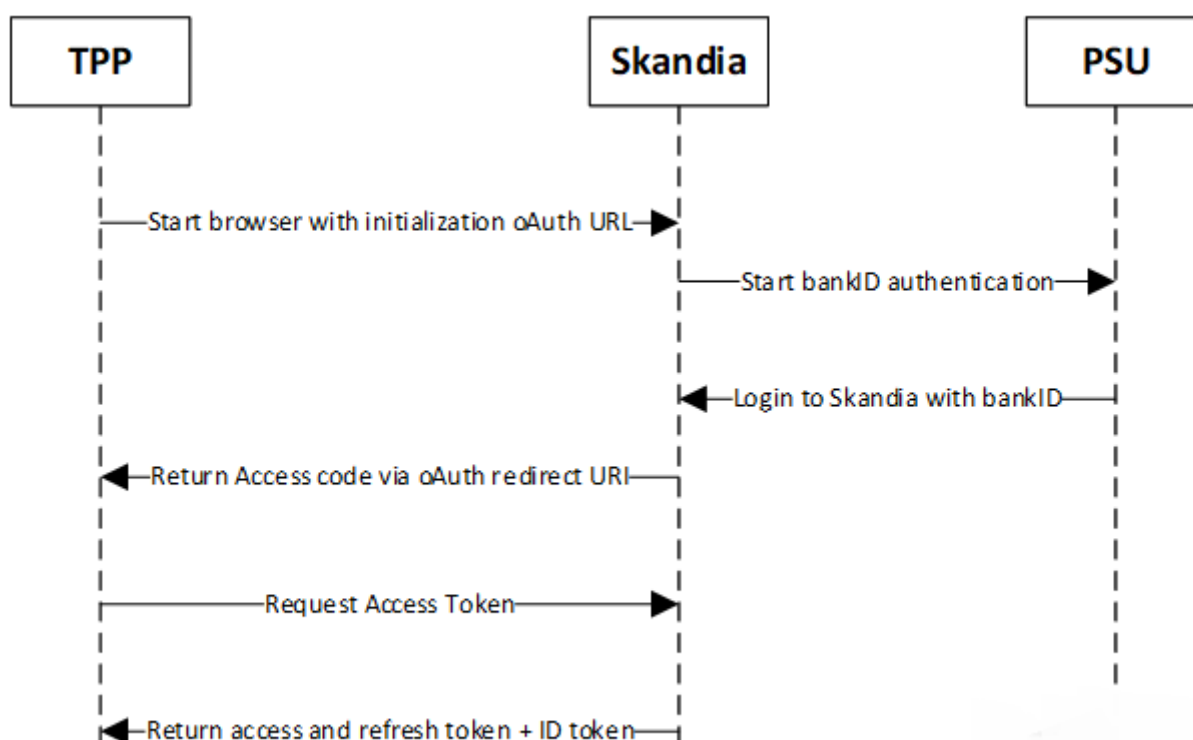 TPP
Skandia
PSU
Start browser with initialization oAuth URL
Start bankID authentication
Login to Skandia with bankID
Return Access code via oAuth redirect URI
Request Access Token
Return access and refresh token + ID token